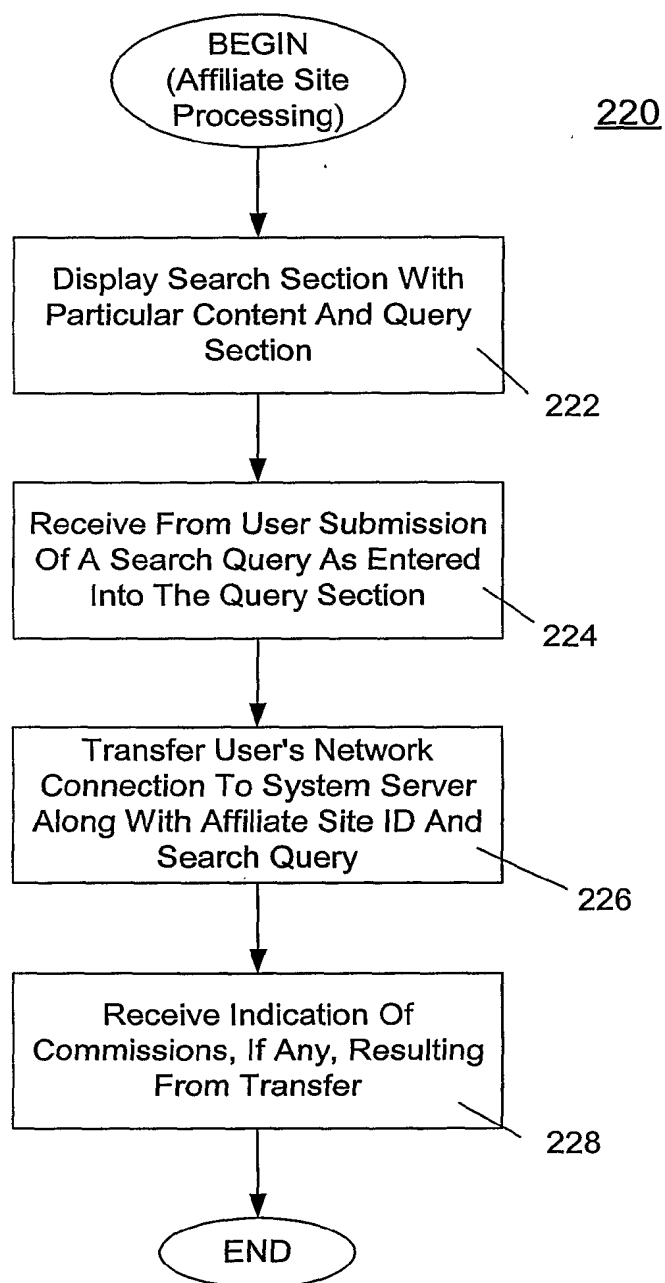 BEGIN
(Affiliate Site
Processing)
220
Display Search Section With
Particular Content And Query
Section
222
Receive From User Submission
Of A Search Query As Entered
Into The Query Section
224
Transfer User's Network
Connection To System Server
Along With Affiliate Site ID And
Search Query
226
Receive Indication Of
Commissions, If Any, Resulting
From Transfer
228
END